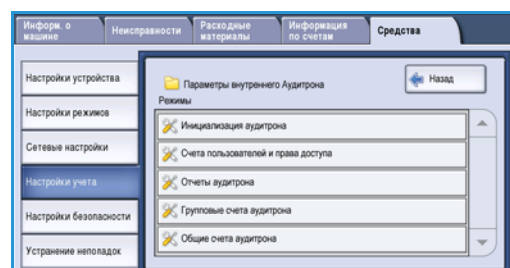 Информ. о
машине
Неисправности
Расходные
материалы
Информация
по счетам
Средства
Настройки устройства
Настройки режимов
Сетевые настройки
Настройки учета
Настройки безопасности
Устранение неполадок
Параметры внутреннего Аудитрона
Назад
Режимы
Инициализация аудитрона
Счета пользователей и права доступа
Отчеты аудитрона
Групповые счета аудитрона
Общие счета аудитрона